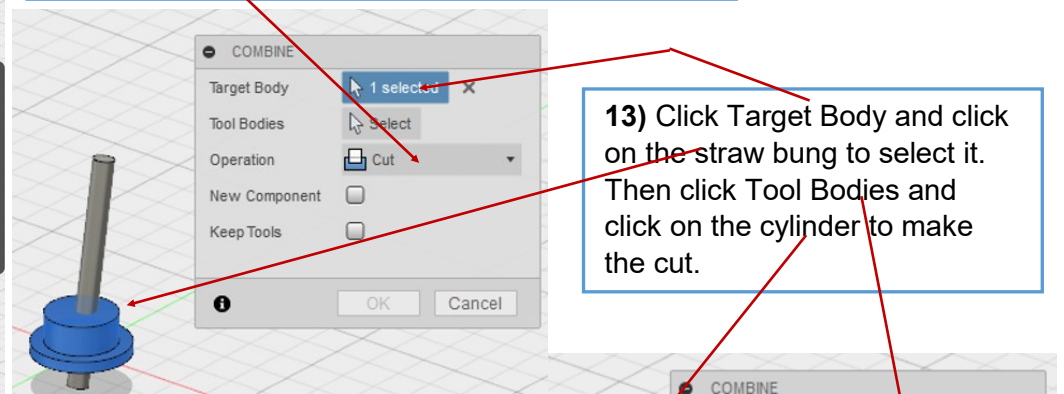 COMBINE
Target Body 1 selected
Tool Bodies Select
Operation Cut
New Component
Keep Tools
OK Cancel
13) Click Target Body and click
on the straw bung to select it.
Then click Tool Bodies and
click on the cylinder to make
the cut.
COMBINE